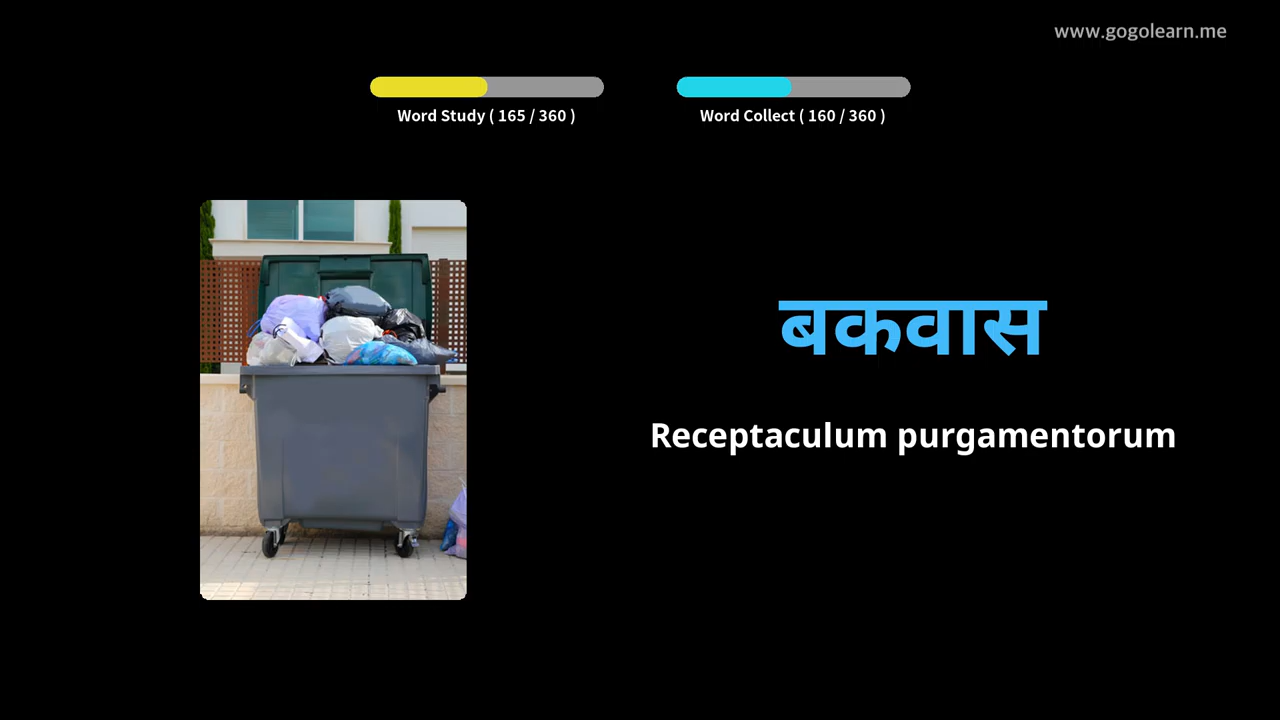 www.gogolearn.me
Word Study ( 165 / 360 )
Word Collect ( 160 / 360 )
बकवास
Receptaculum purgamentorum